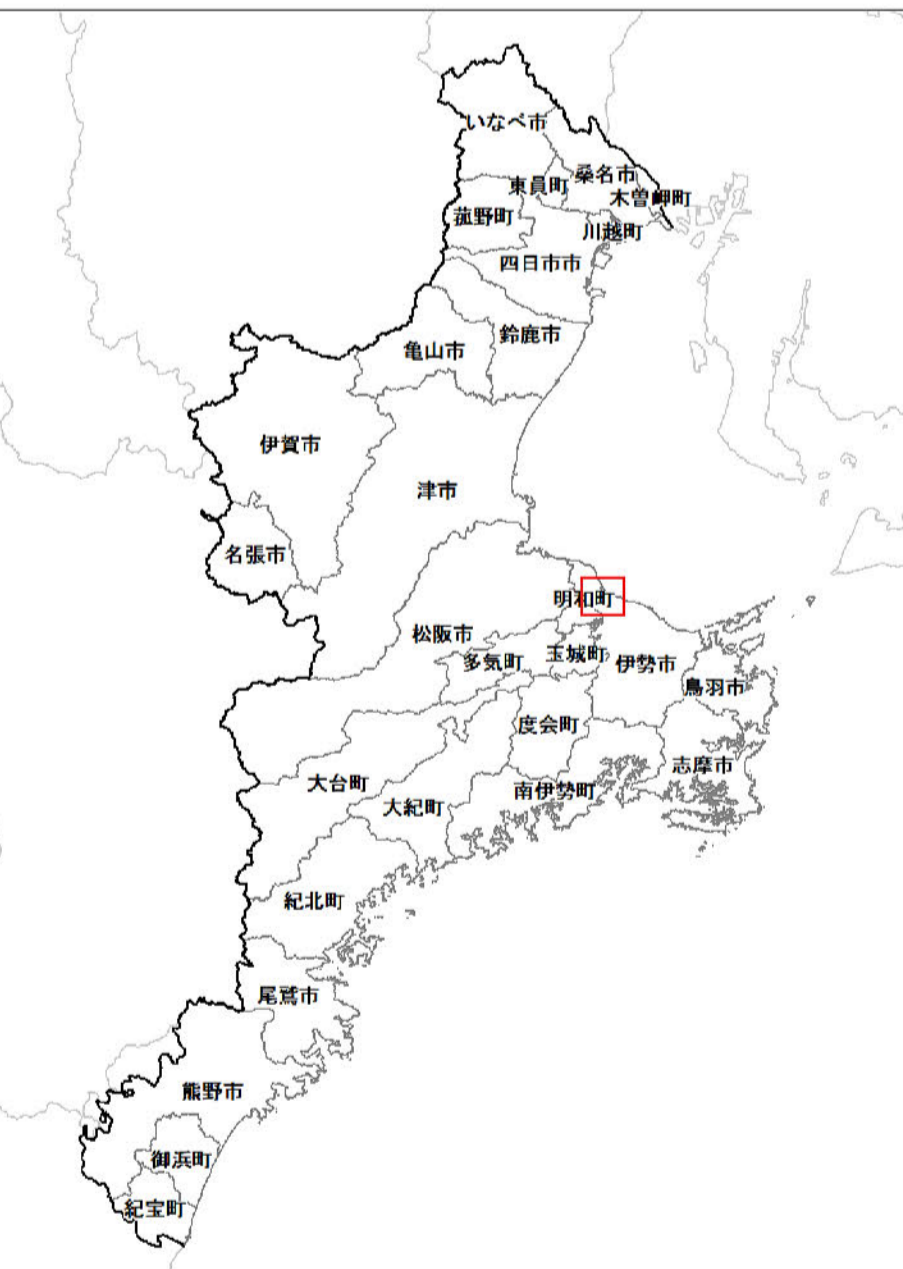 いなべ市
桑名市
東員町
木曽岬町
菰野町
川越町
四日市市
鈴鹿市
亀山市
伊賀市
津市
名張市
明和町
松阪市
玉城町
多気町
伊勢市
鳥羽市
度会町
志摩市
大台町
南伊勢町
大紀町
紀北町
尾鷲市
熊野市
御浜町
紀宝町